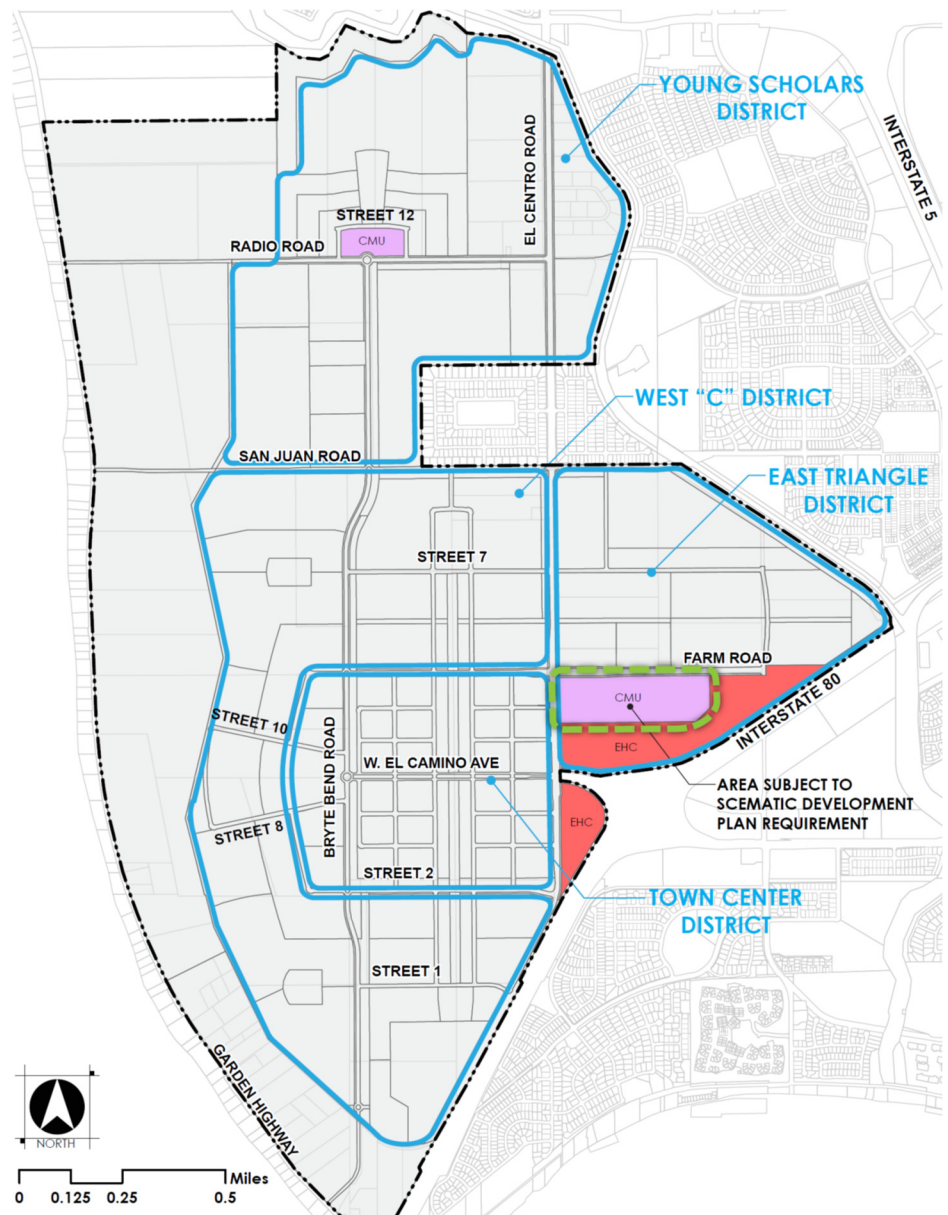 YOUNG SCHOLARS
DISTRICT
INTERSTATE 5
EL CENTRO ROAD
STREET 12
CMU
RADIO ROAD
WEST “C” DISTRICT
SAN JUAN ROAD
EAST TRIANGLE
DISTRICT
STREET 7
FARM ROAD
CMU
STREET 10
INTERSTATE 80
EHC
BRYTE BEND ROAD
W. EL CAMINO AVE
AREA SUBJECT TO
SCEMATIC DEVELOPMENT
PLAN REQUIREMENT
EHC
STREET 8
STREET 2
TOWN CENTER
DISTRICT
STREET 1
GARDEN HIGHWAY
NORTH
Miles
0 0.125 0.25 0.5